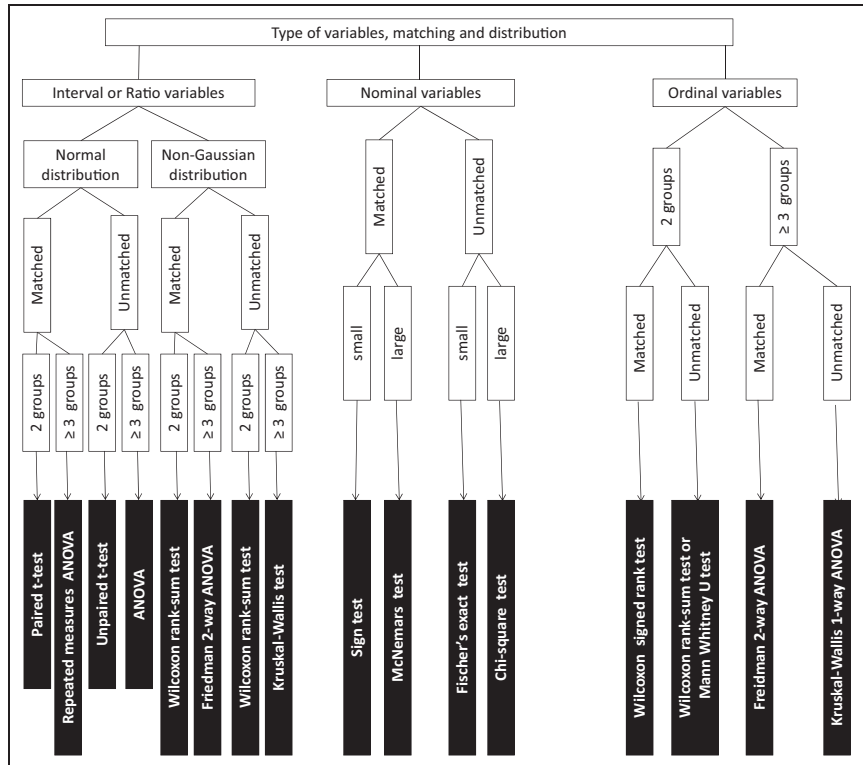 Type of variables, matching and distribution
Interval or Ratio variables
Nominal variables
Ordinal variables
Normal
distribution
Non-Gaussian
distribution
Matched
Unmatched
2 groups
≥ 3 groups
Matched
Unmatched
Matched
Unmatched
small
large
small
large
Matched
Unmatched
Matched
Unmatched
2 groups
≥ 3 groups
2 groups
≥ 3 groups
2 groups
≥ 3 groups
2 groups
≥ 3 groups
Paired t-test
Repeated measures ANOVA
Unpaired t-test
ANOVA
Wilcoxon rank-sum test
Friedman 2-way ANOVA
Wilcoxon rank-sum test
Kruskal-Wallis test
Sign test
McNemars test
Fischer's exact test
Chi-square test
Wilcoxon signed rank test
Wilcoxon rank-sum test or
Mann Whitney U test
Freidman 2-way ANOVA
Kruskal-Wallis 1-way ANOVA